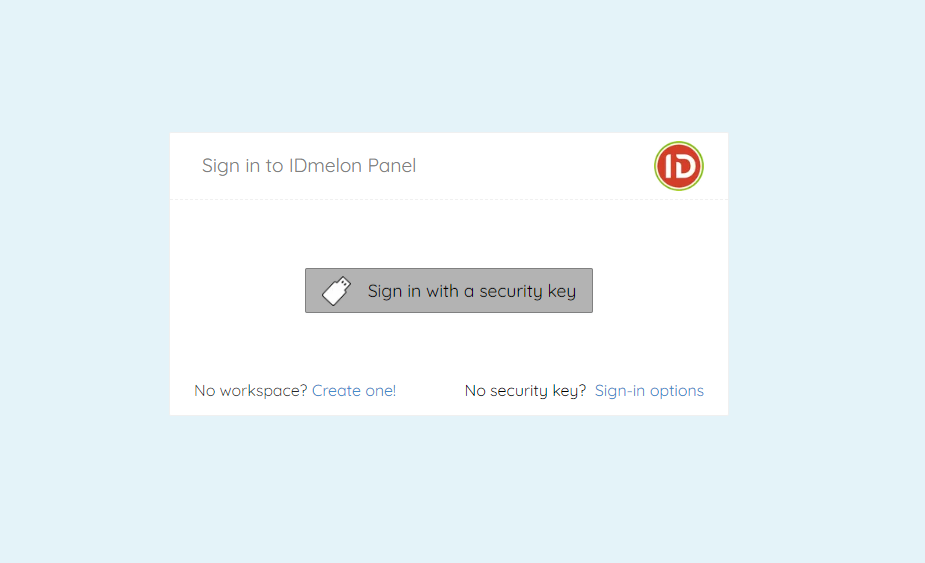 Sign in to IDmelon Panel
ID
Sign in with a security key
No workspace? Create one!
No security key? Sign-in options